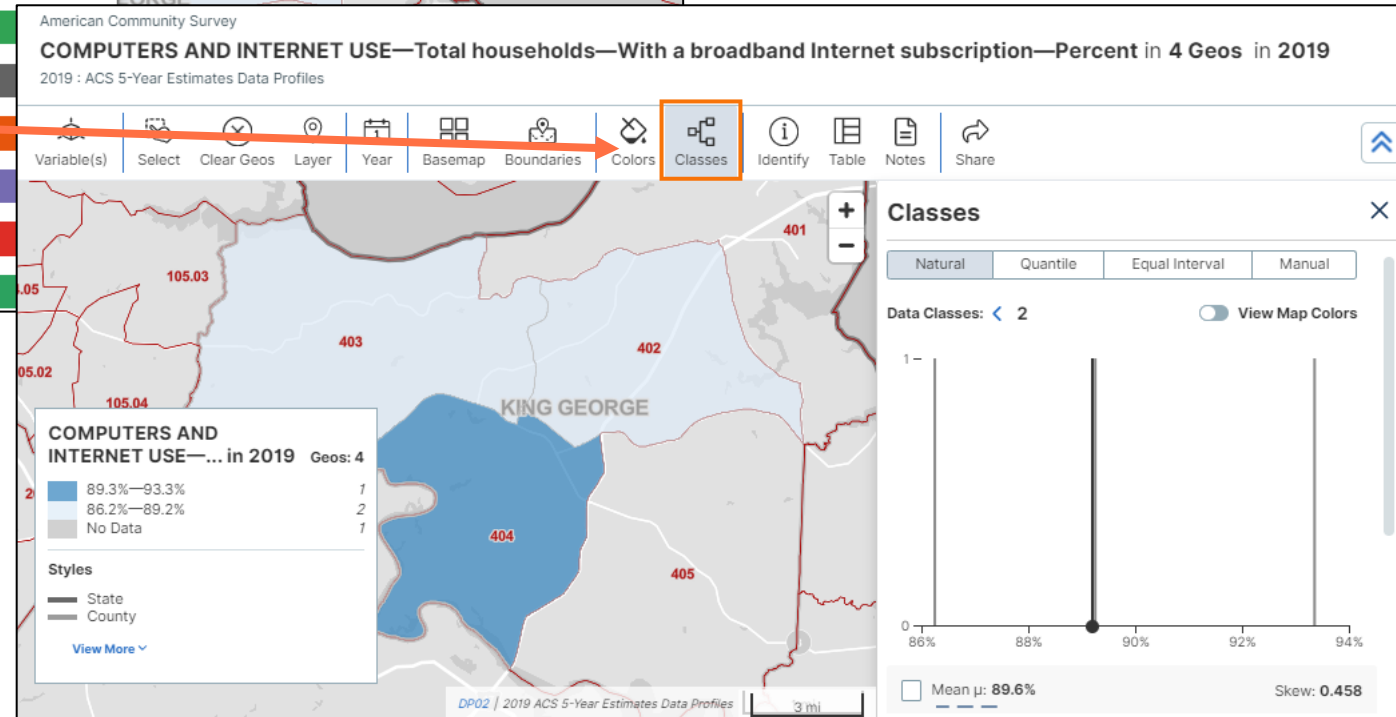 American Community Survey
COMPUTERS AND INTERNET USE—Total households—With a broadband Internet subscription—Percent in 4 Geos in 2019
2019 : ACS 5-Year Estimates Data Profiles
Variable(s) Select Clear Geos Layer Year Basemap Boundaries Colors Classes Identify Table Notes Share
Classes
Natural Quantile Equal Interval Manual
Data Classes: 2 View Map Colors
1
0
86% 88% 90% 92% 94%
Mean µ: 89.6% Skew: 0.458
+
−
401
105.03
403
402
05.02
105.04
KING GEORGE
404
405
COMPUTERS AND
INTERNET USE—... in 2019 Geos: 4
89.3%—93.3% 1
86.2%—89.2% 2
No Data 1
Styles
State
County
View More
DP02 | 2019 ACS 5-Year Estimates Data Profiles
3 mi